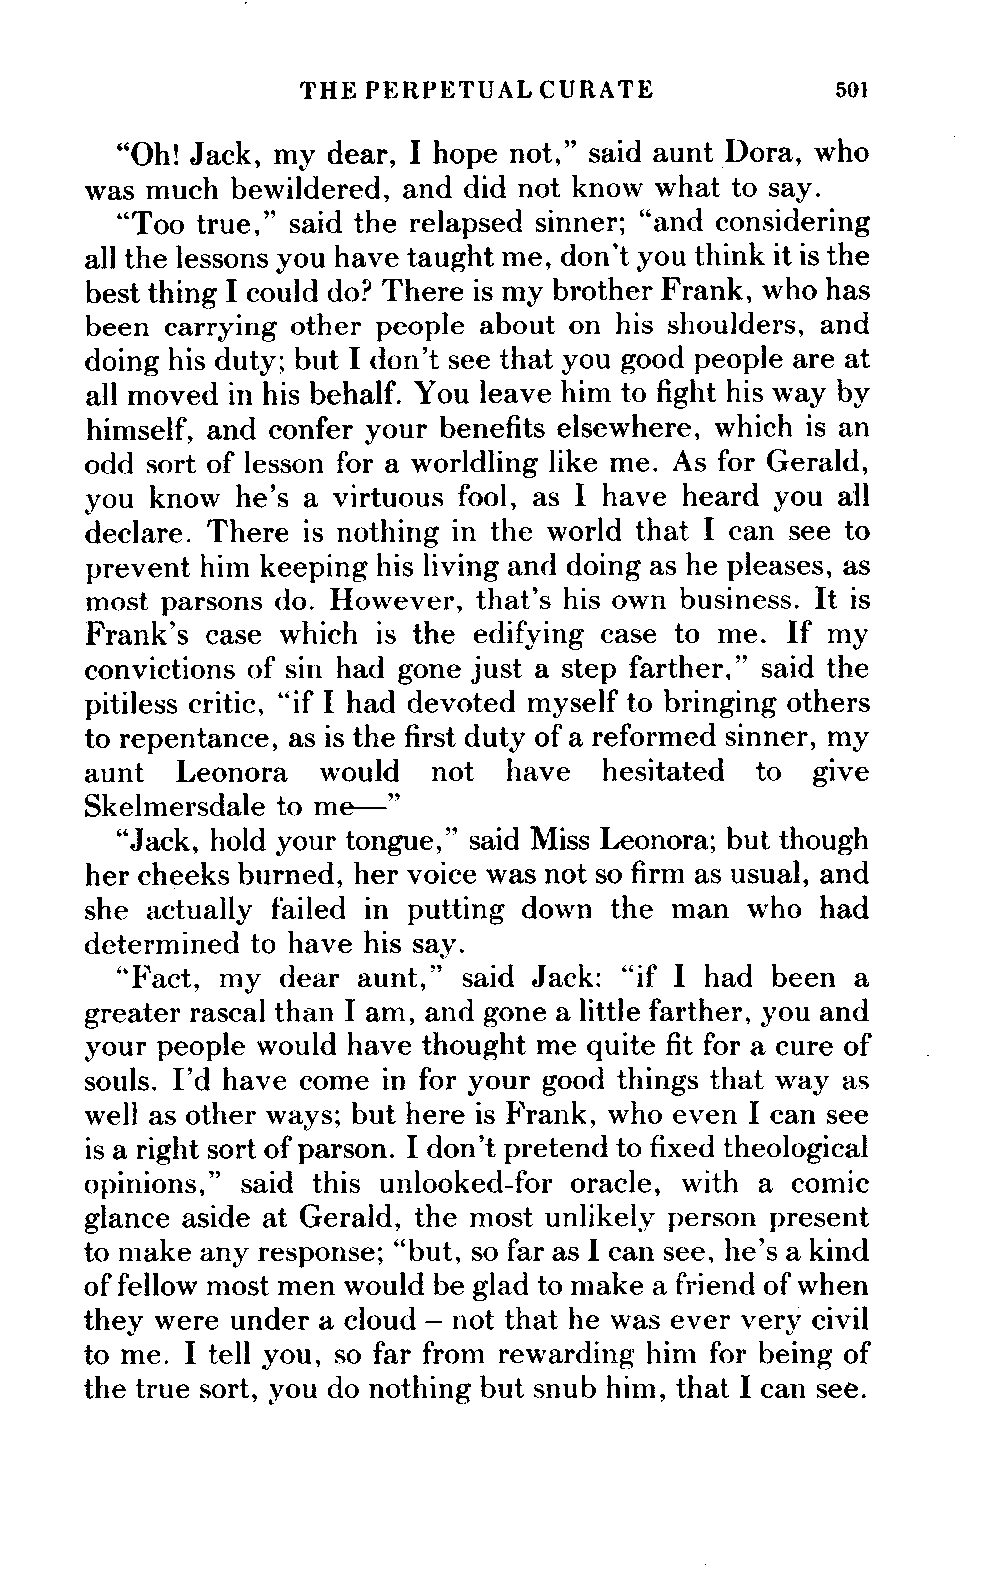 THE PERPETUAL CURATE 501
“Oh! Jack, my dear, I hope not,” said aunt Dora, who
was much bewildered, and did not know what to say.
“Too true,” said the relapsed sinner; “and considering
all the lessons you have taught me, don’t you think it is the
best thing I could do? There is my brother Frank, who has
been carrying other people about on his shoulders, and
doing his duty; but I don’t see that you good people are at
all moved in his behalf. You leave him to fight his way by
himself, and confer your benefits elsewhere, which is an
odd sort of lesson for a worldling like me. As for Gerald,
you know he’s a virtuous fool, as I have heard you all
declare. There is nothing in the world that I can see to
prevent him keeping his living and doing as he pleases, as
most parsons do. However, that’s his own business. It is
Frank’s case which is the edifying case to me. If my
convictions of sin had gone just a step farther,” said the
pitiless critic, “if I had devoted myself to bringing others
to repentance, as is the first duty of a reformed sinner, my
aunt Leonora would not have hesitated to give
Skelmersdale to me—”
“Jack, hold your tongue,” said Miss Leonora; but though
her cheeks burned, her voice was not so firm as usual, and
she actually failed in putting down the man who had
determined to have his say.
“Fact, my dear aunt,” said Jack: “if I had been a
greater rascal than I am, and gone a little farther, you and
your people would have thought me quite fit for a cure of
souls. I’d have come in for your good things that way as
well as other ways; but here is Frank, who even I can see
is a right sort of parson. I don’t pretend to fixed theological
opinions,” said this unlooked-for oracle, with a comic
glance aside at Gerald, the most unlikely person present
to make any response; “but, so far as I can see, he’s a kind
of fellow most men would be glad to make a friend of when
they were under a cloud – not that he was ever very civil
to me. I tell you, so far from rewarding him for being of
the true sort, you do nothing but snub him, that I can see.